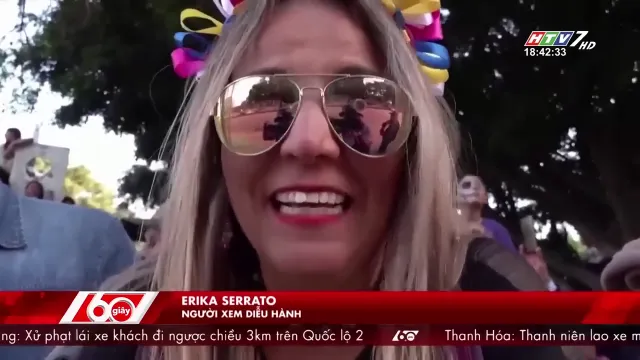 HTV7 HD
18:42:33
60 giây
ERIKA SERRATO
NGƯỜI XEM DIỄU HÀNH
ng: Xử phạt lái xe khách đi ngược chiều 3km trên Quốc lộ 2 60 Thanh Hóa: Thanh niên lao xe m